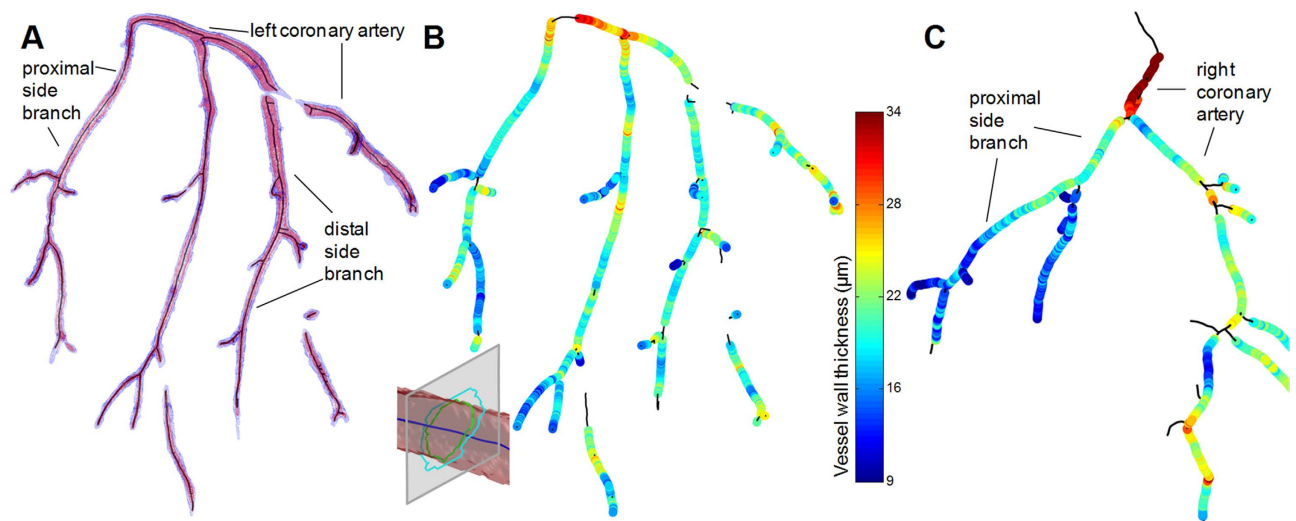 A
left coronary artery
proximal
side
branch
distal
side
branch
B
Vessel wall thickness (µm)
34
28
22
16
9
C
proximal
side
branch
right
coronary
artery